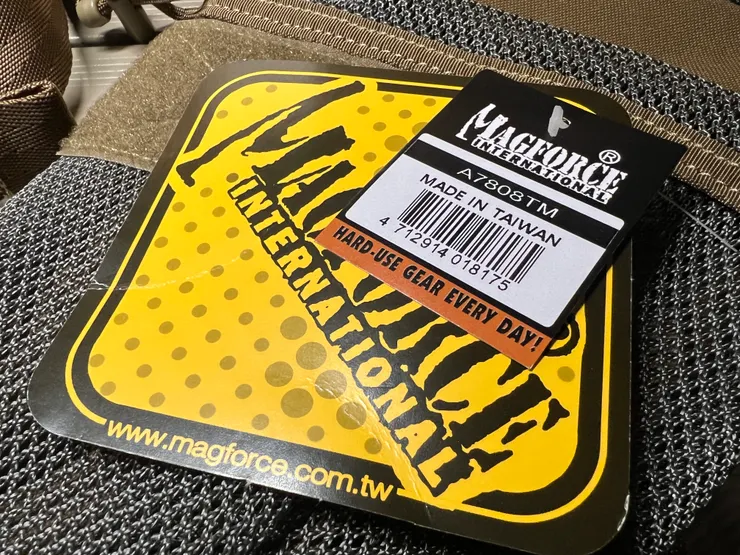 MAGFORCE®
INTERNATIONAL
A7808TM
MADE IN TAIWAN
4 712914 018175
HARD-USE GEAR EVERY DAY!
MAGFORCE®
INTERNATIONAL
www.magforce.com.tw